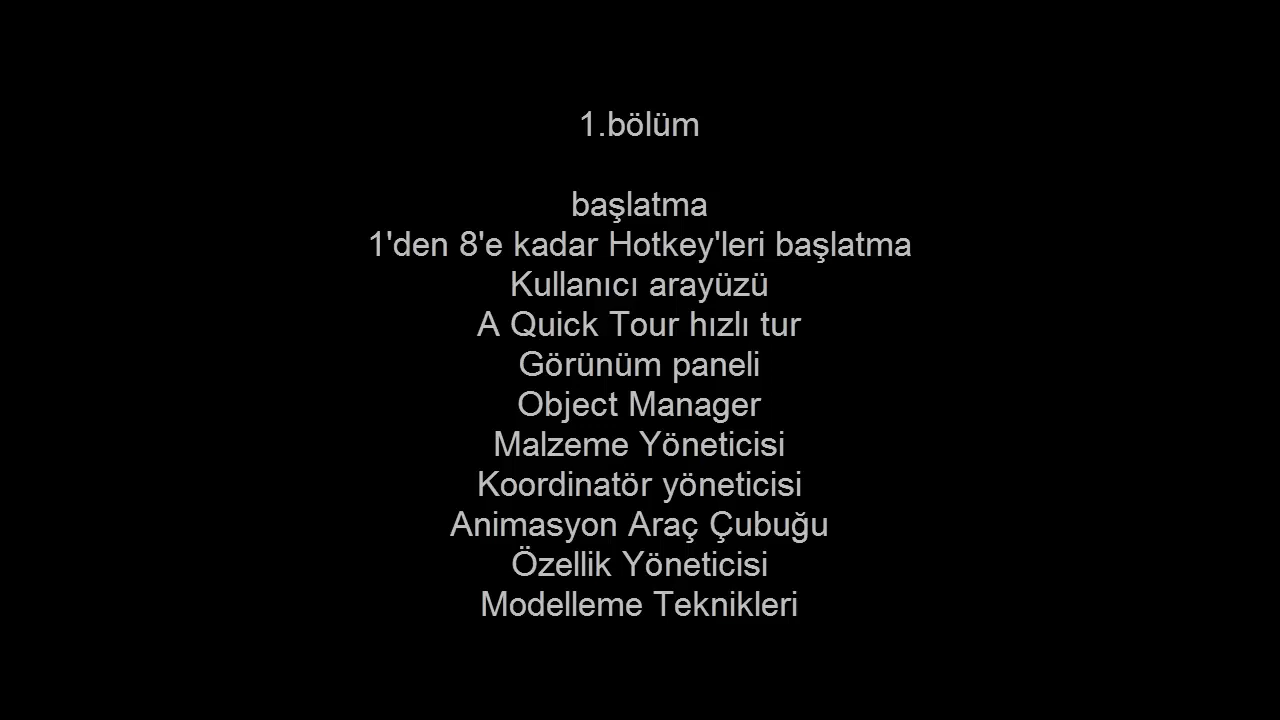 1.bölüm
başlatma
1'den 8'e kadar Hotkey'leri başlatma
Kullanıcı arayüzü
A Quick Tour hızlı tur
Görünüm paneli
Object Manager
Malzeme Yöneticisi
Koordinatör yöneticisi
Animasyon Araç Çubuğu
Özellik Yöneticisi
Modelleme Teknikleri